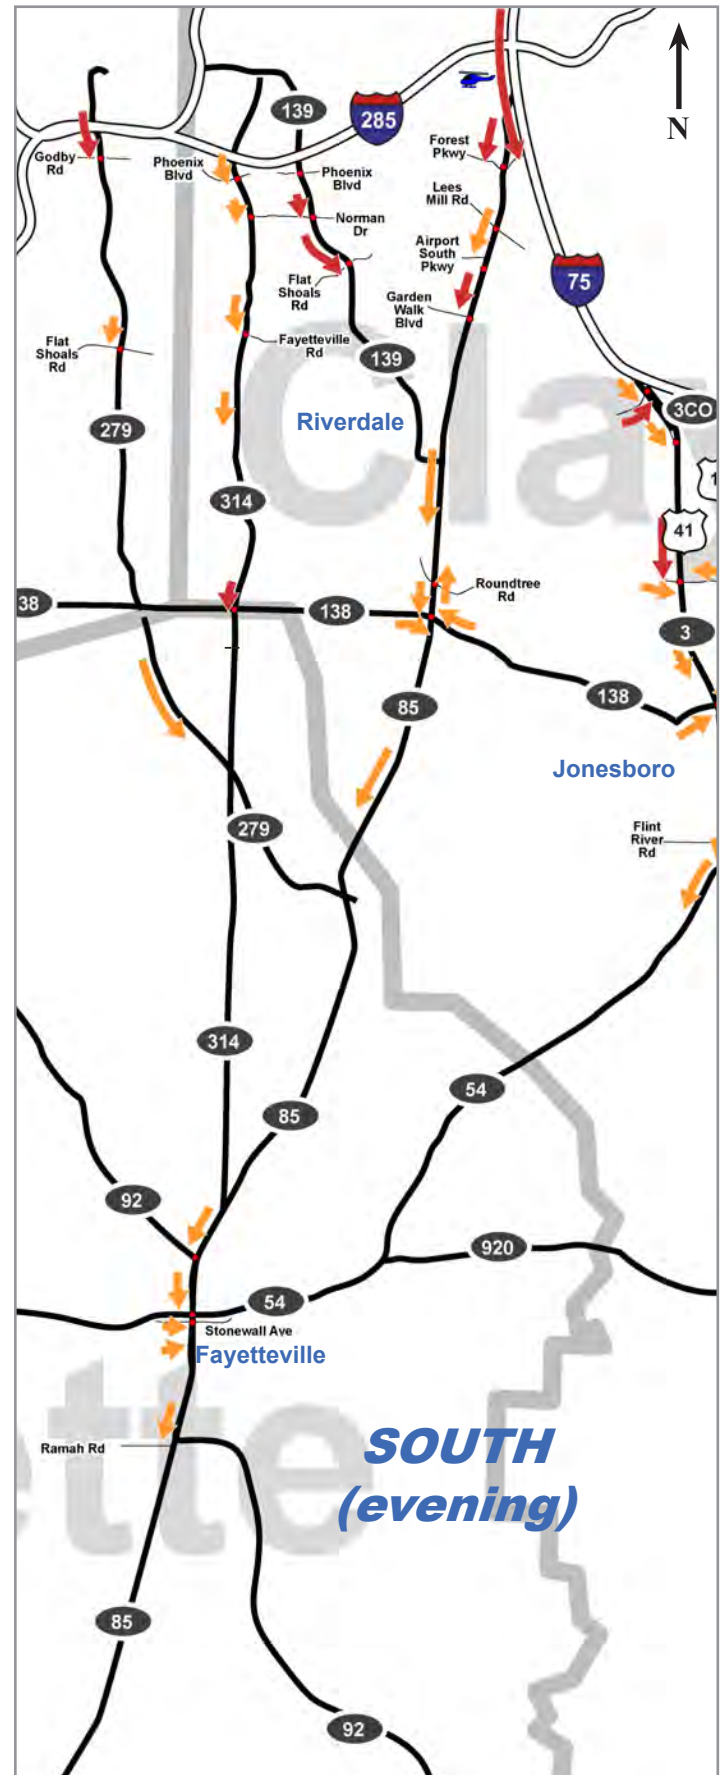 139
285
N
Godby
Rd
Phoenix
Blvd
Phoenix
Blvd
Forest
Pkwy
Lees
Mill Rd
Norman
Dr
Airport
South
Pkwy
75
Flat
Shoals
Rd
Garden
Walk
Blvd
Flat
Shoals
Rd
Fayetteville
Rd
139
Cla
3CO
Riverdale
279
314
1
41
Roundtree
Rd
38
138
3
138
85
Jonesboro
279
Flint
River
Rd
314
54
85
92
920
54
Stonewall Ave
Fayetteville
ette
Ramah Rd
SOUTH
(evening)
85
92